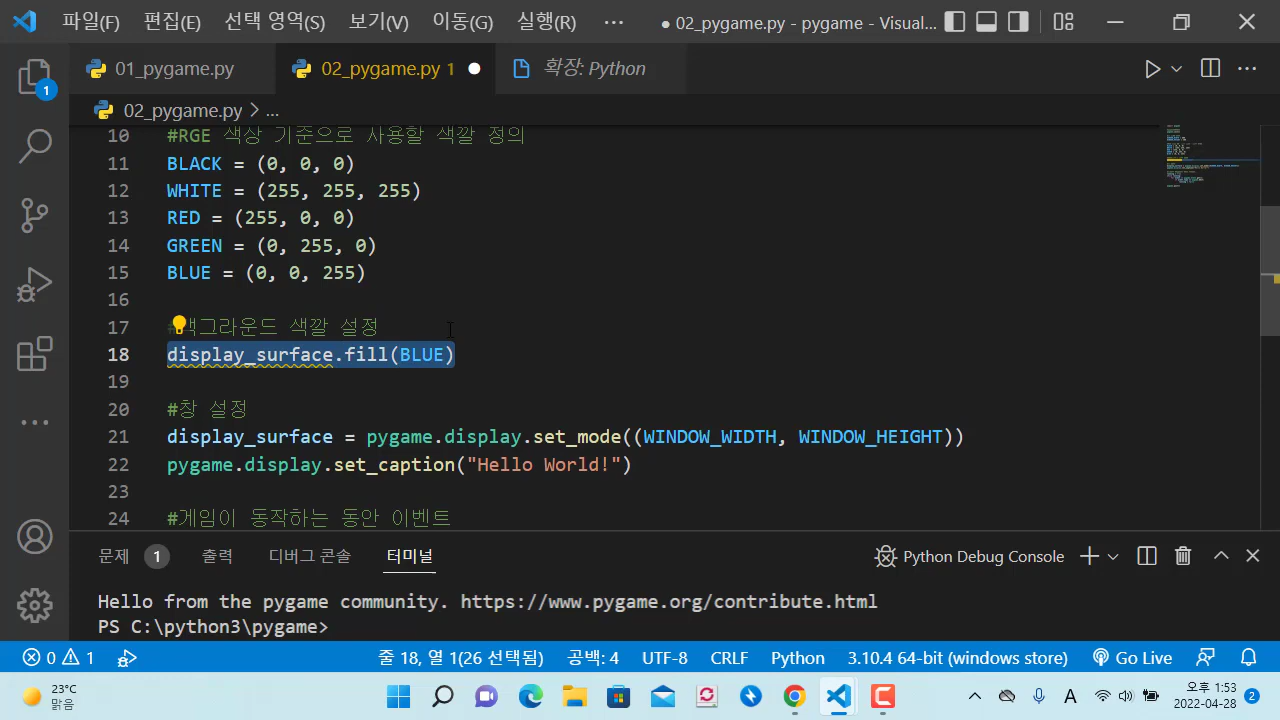 파일(F) 편집(E) 선택 영역(S) 보기(V) 이동(G) 실행(R) ··· ● 02_pygame.py - pygame - Visual...
1
01_pygame.py 02_pygame.py 1 ● 확장: Python
02_pygame.py > ...
10 #RGE 색상 기준으로 사용할 색깔 정의
11 BLACK = (0, 0, 0)
12 WHITE = (255, 255, 255)
13 RED = (255, 0, 0)
14 GREEN = (0, 255, 0)
15 BLUE = (0, 0, 255)
16
17 #백그라운드 색깔 설정
18 display_surface.fill(BLUE)
19
20 #창 설정
21 display_surface = pygame.display.set_mode((WINDOW_WIDTH, WINDOW_HEIGHT))
22 pygame.display.set_caption("Hello World!")
23
24 #게임이 동작하는 동안 이벤트
문제 1 출력 디버그 콘솔 터미널 Python Debug Console
Hello from the pygame community. https://www.pygame.org/contribute.html
PS C:\python3\pygame>
0 1 줄 18, 열 1(26 선택됨) 공백: 4 UTF-8 CRLF Python 3.10.4 64-bit (windows store) Go Live
23°C
맑음
A
오후 1:53
2022-04-28
2